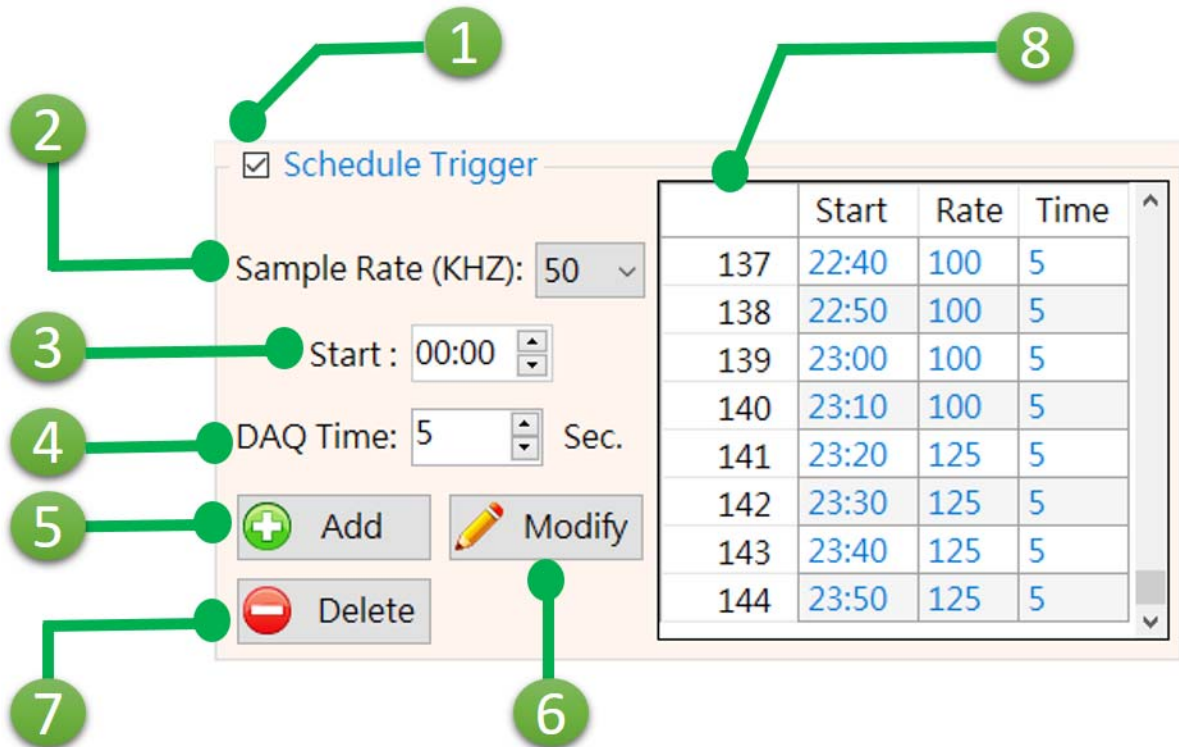 1
8
2
Schedule Trigger
Sample Rate (KHZ): 50
3
Start : 00:00
4
DAQ Time: 5 Sec.
5
Add
Modify
Delete
7
6
Start Rate Time
137 22:40 100 5
138 22:50 100 5
139 23:00 100 5
140 23:10 100 5
141 23:20 125 5
142 23:30 125 5
143 23:40 125 5
144 23:50 125 5